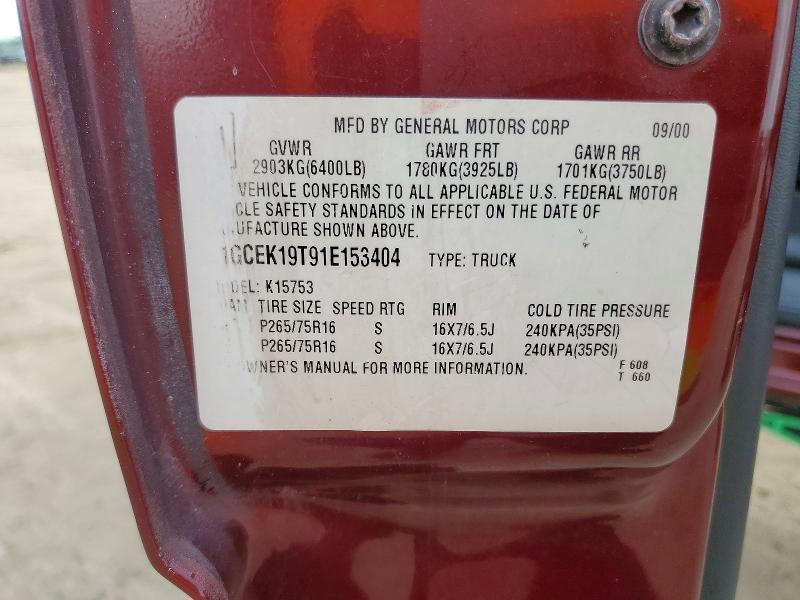 MFD BY GENERAL MOTORS CORP 09/00
GVWR GAWR FRT GAWR RR
2903KG(6400LB) 1780KG(3925LB) 1701KG(3750LB)
VEHICLE CONFORMS TO ALL APPLICABLE U.S. FEDERAL MOTOR
CLE SAFETY STANDARDS IN EFFECT ON THE DATE OF
UFACTURE SHOWN ABOVE.
1GCEK19T91E153404 TYPE: TRUCK
DEL: K15753
TIRE SIZE SPEED RTG RIM COLD TIRE PRESSURE
P265/75R16 S 16X7/6.5J 240KPA(35PSI)
P265/75R16 S 16X7/6.5J 240KPA(35PSI)
WNER'S MANUAL FOR MORE INFORMATION.
F 608
T 660